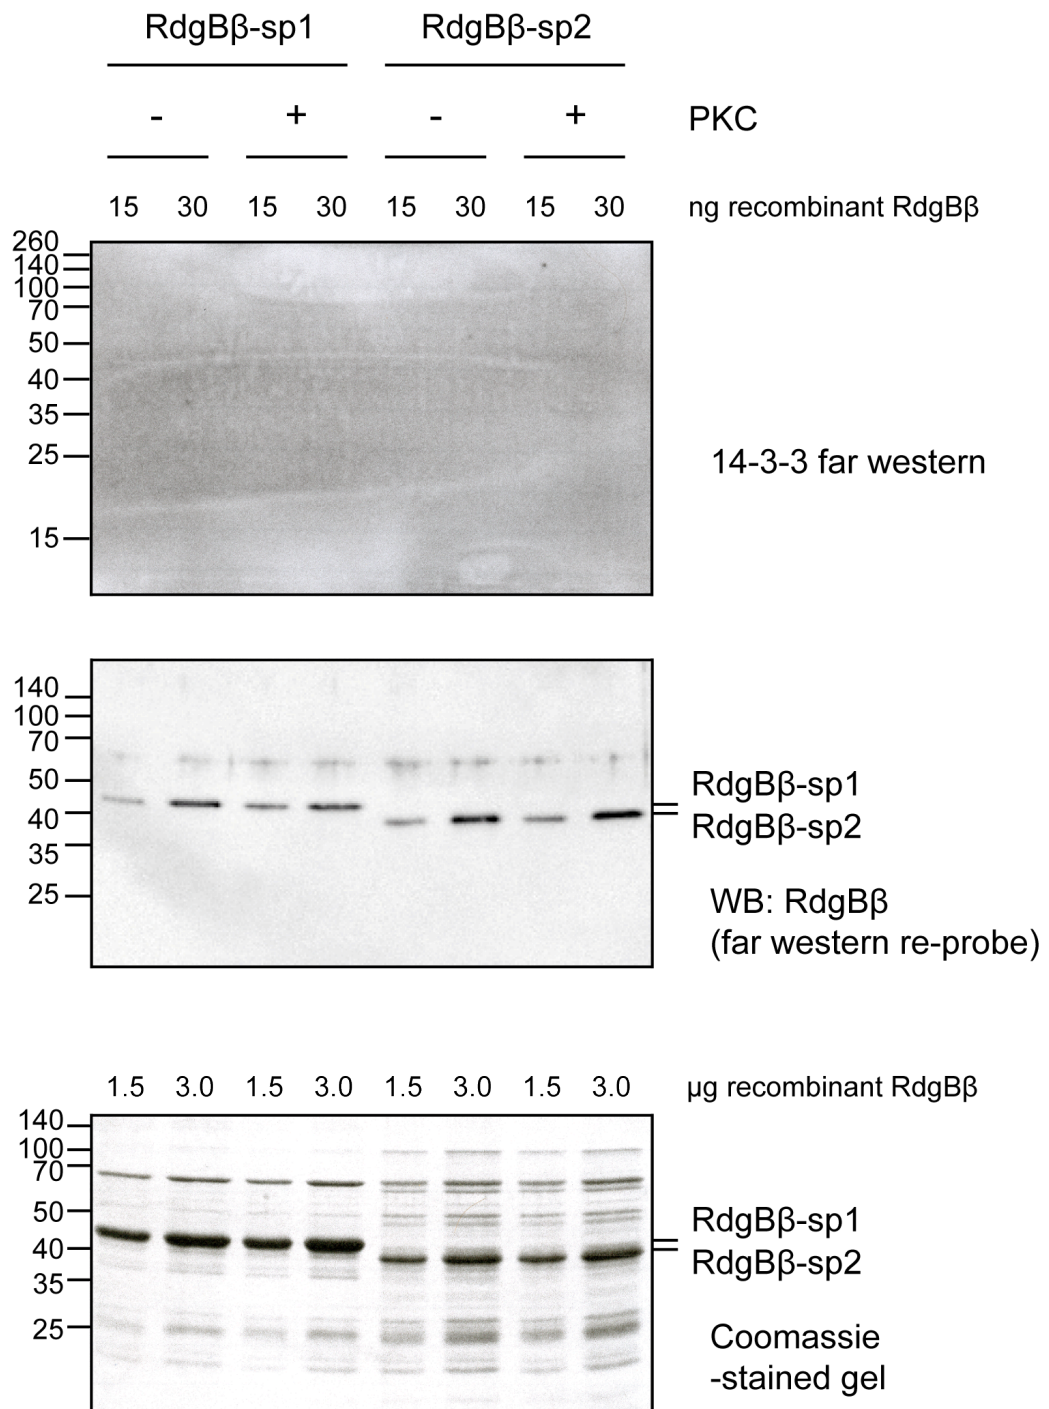 RdgBβ-sp1 RdgBβ-sp2
- + - + PKC
15 30 15 30 15 30 15 30 ng recombinant RdgBβ
260
140
100
70
50
40
35
25
15
14-3-3 far western
140
100
70
50
40
35
25
RdgBβ-sp1
RdgBβ-sp2
WB: RdgBβ
(far western re-probe)
1.5 3.0 1.5 3.0 1.5 3.0 1.5 3.0 µg recombinant RdgBβ
140
100
70
50
40
35
25
RdgBβ-sp1
RdgBβ-sp2
Coomassie
-stained gel